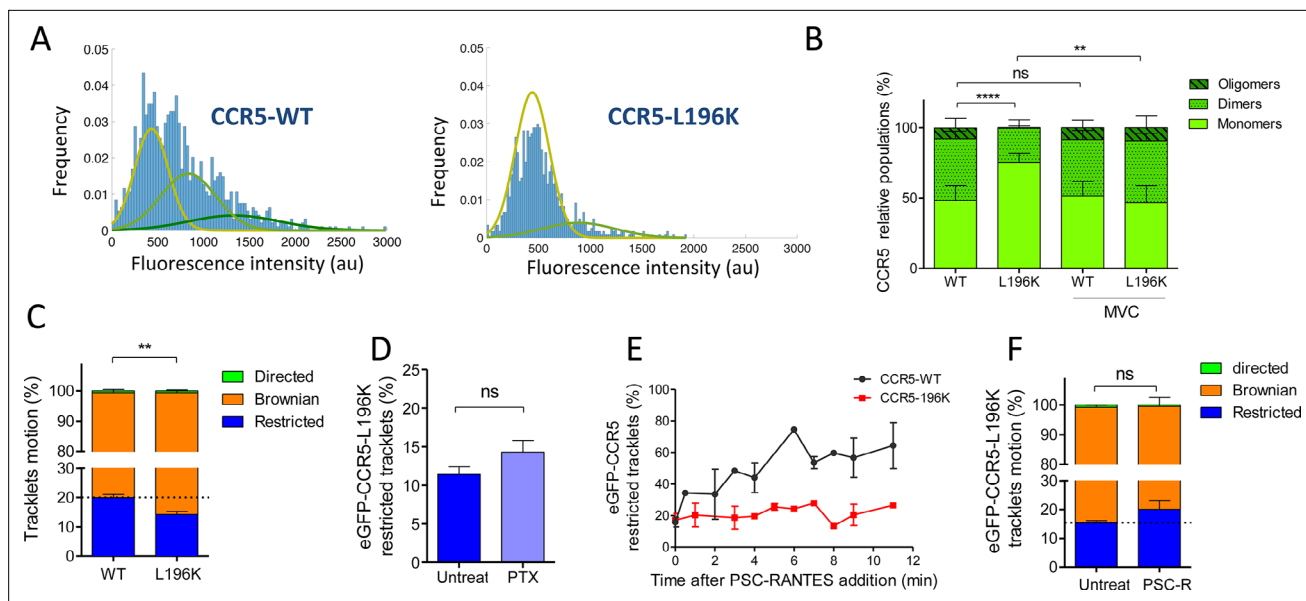 A
0.05
0.04
0.03
0.02
0.01
0
Frequency
CCR5-WT
0 500 1000 1500 2000 2500 3000
Fluorescence intensity (au)
0.05
0.04
0.03
0.02
0.01
0
Frequency
CCR5-L196K
0 500 1000 1500 2000 2500 3000
Fluorescence intensity (au)
B
**
ns
****
Oligomers
Dimers
Monomers
CCR5 relative populations (%)
100
50
0
WT L196K WT L196K
MVC
C
**
Directed
Brownian
Restricted
Tracklets motion (%)
100
90
80
30
20
10
0
WT L196K
D
eGFP-CCR5-L196K
restricted tracklets (%)
25
20
15
10
5
0
ns
Untreat PTX
E
eGFP-CCR5
restricted tracklets (%)
100
80
60
40
20
0
CCR5-WT
CCR5-196K
0 2 4 6 8 10 12
Time after PSC-RANTES addition (min)
F
ns
directed
Brownian
Restricted
eGFP-CCR5-L196K
tracklets motion (%)
100
90
80
30
20
10
0
Untreat PSC-R